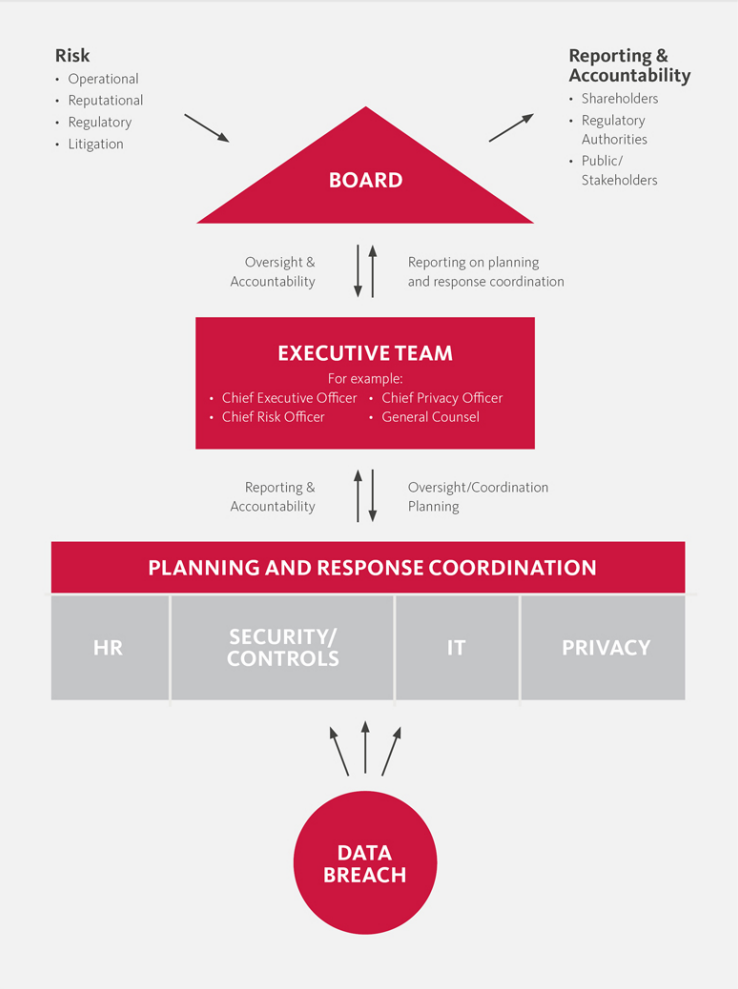 Risk
• Operational
• Reputational
• Regulatory
• Litigation
Reporting &
Accountability
• Shareholders
• Regulatory
Authorities
• Public/
Stakeholders
BOARD
Oversight &
Accountability
Reporting on planning
and response coordination
EXECUTIVE TEAM
For example:
• Chief Executive Officer • Chief Privacy Officer
• Chief Risk Officer • General Counsel
Reporting &
Accountability
Oversight/Coordination
Planning
PLANNING AND RESPONSE COORDINATION
HR
SECURITY/
CONTROLS
IT
PRIVACY
DATA
BREACH